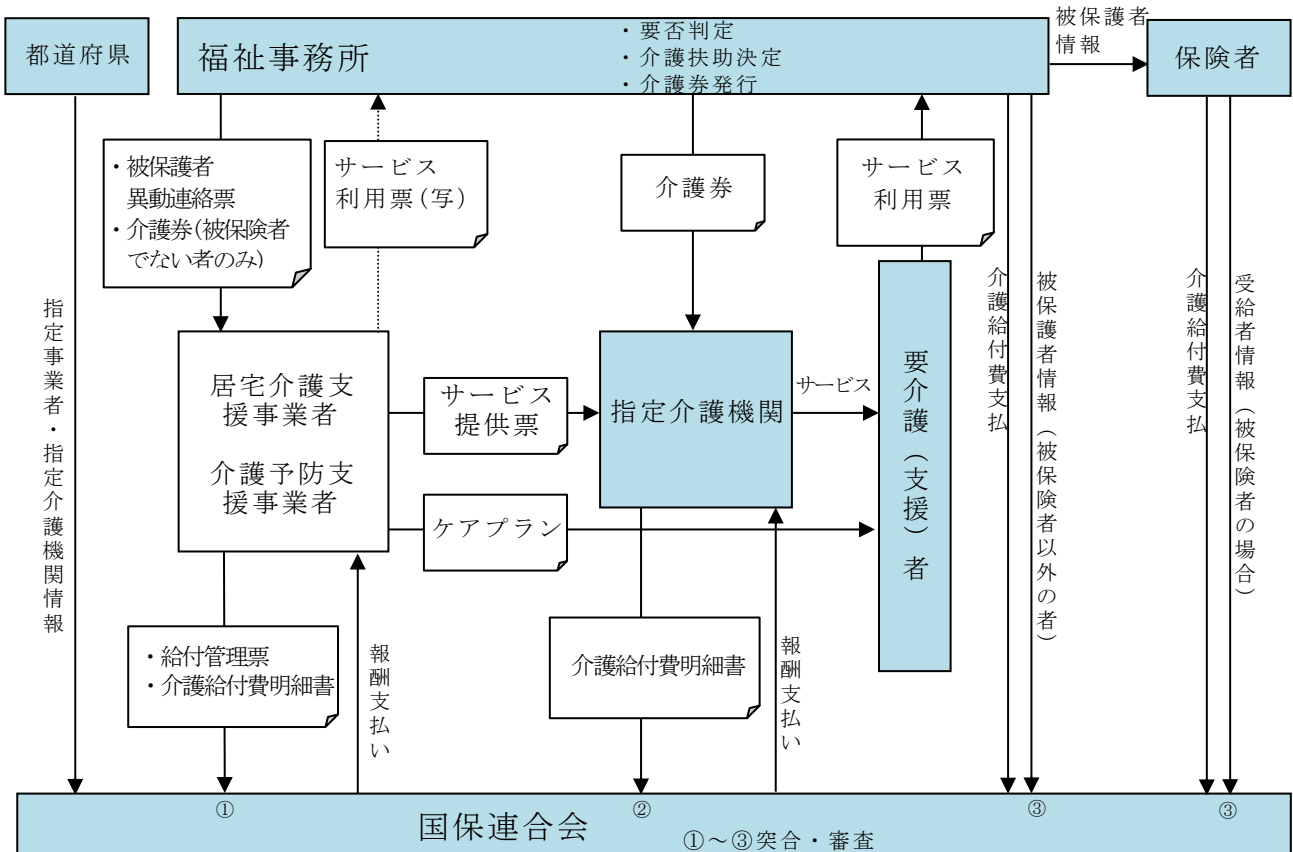 都道府県
福祉事務所
・要否判定
・介護扶助決定
・介護券発行
被保護者
情報
保険者
・被保護者
異動連絡票
・介護券(被保険者
でない者のみ)
サービス
利用票(写)
介護券
サービス
利用票
指定事業者・指定介護機関情報
居宅介護支
援事業者
介護予防支
援事業者
サービス
提供票
ケアプラン
指定介護機関
サービス
要介護(支援)者
介護給付費支払
被保護者情報(被保険者以外の者)
介護給付費支払
受給者情報(被保険者の場合)
・給付管理票
・介護給付費明細書
報酬支払い
介護給付費明細書
報酬支払い
①
②
③
③
国保連合会
①～③突合・審査